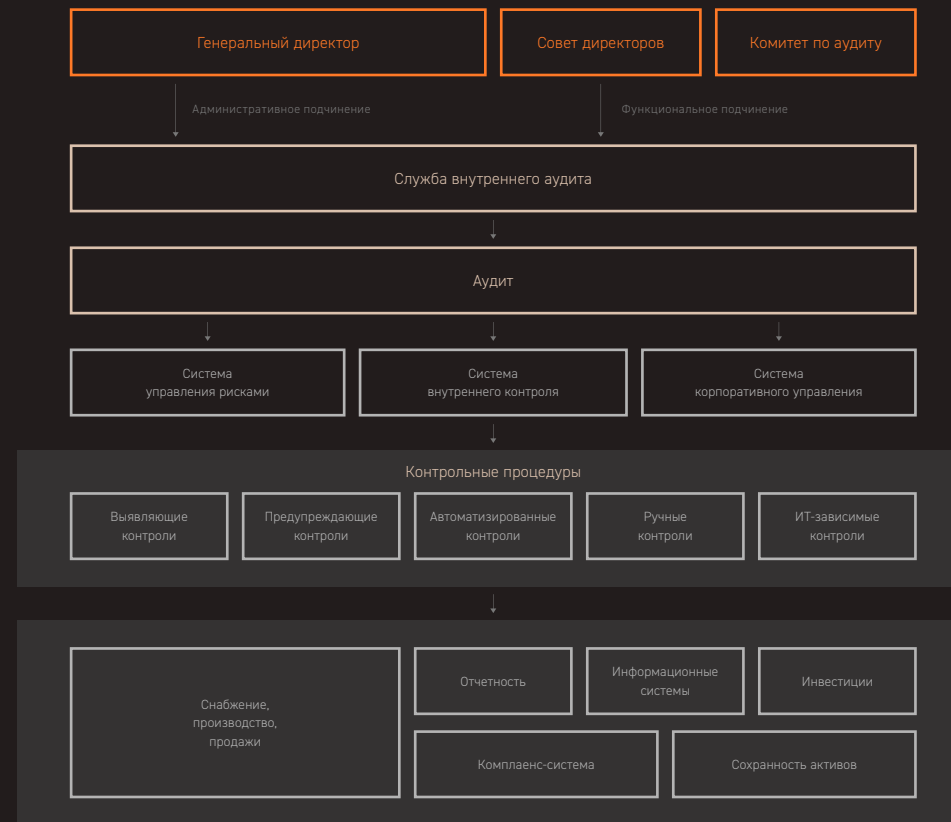 Генеральный директор
Совет директоров
Комитет по аудиту
Административное подчинение
Функциональное подчинение
Служба внутреннего аудита
Аудит
Система
управления рисками
Система
внутреннего контроля
Система
корпоративного управления
Контрольные процедуры
Выявляющие
контроли
Предупреждающие
контроли
Автоматизированные
контроли
Ручные
контроли
ИТ-зависимые
контроли
Снабжение,
производство,
продажи
Отчетность
Информационные
системы
Инвестиции
Комплаенс-система
Сохранность активов